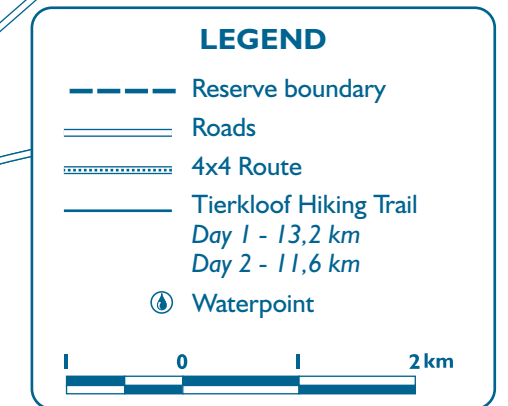 LEGEND
Reserve boundary
Roads
4x4 Route
Tierkloof Hiking Trail
Day 1 - 13,2 km
Day 2 - 11,6 km
Waterpoint
1 0 1 2 km